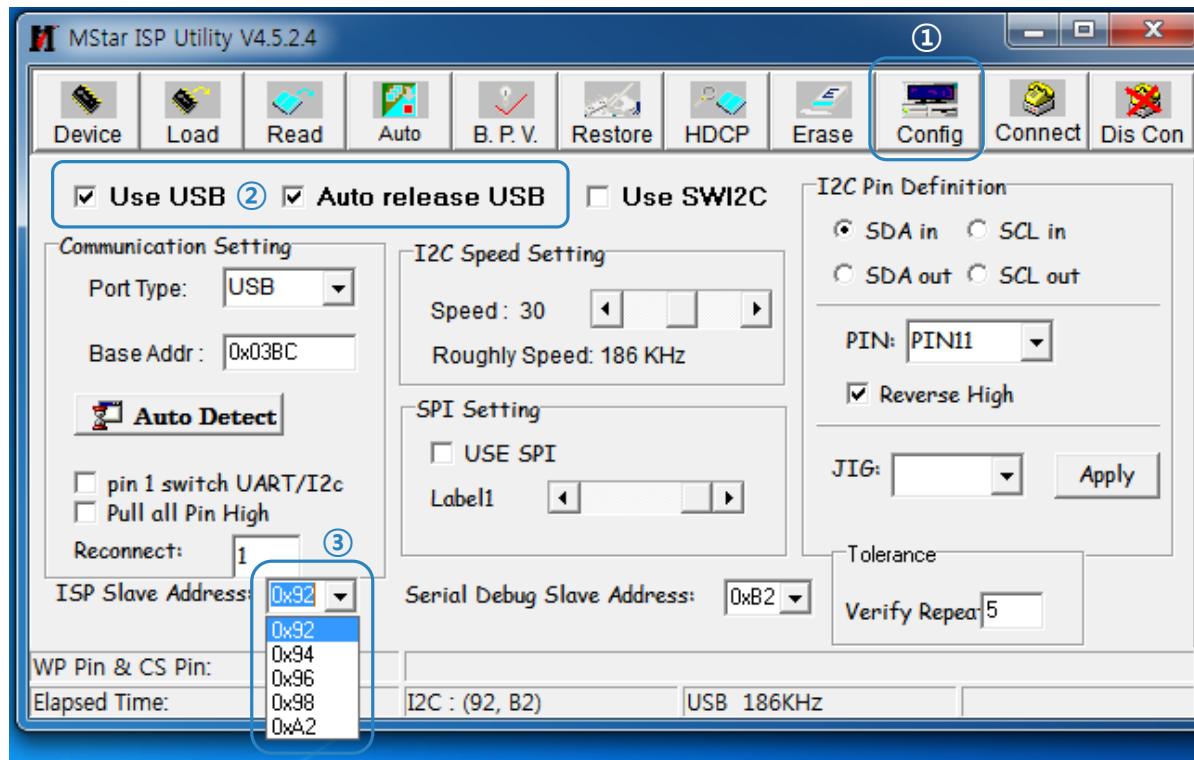 MStar ISP Utility V4.5.2.4
①
Device Load Read Auto B. P. V. Restore HDCP Erase Config Connect Dis Con
Use USB ② Auto release USB Use SWI2C
Communication Setting
Port Type: USB
Base Addr : 0x03BC
Auto Detect
pin 1 switch UART/I2c
Pull all Pin High
Reconnect: 1
③
ISP Slave Address: 0x92
0x92
0x94
0x96
0x98
0xA2
I2C Speed Setting
Speed : 30
Roughly Speed: 186 KHz
SPI Setting
USE SPI
Label1
Serial Debug Slave Address: 0xB2
I2C Pin Definition
SDA in SCL in
SDA out SCL out
PIN: PIN11
Reverse High
JIG: Apply
Tolerance
Verify Repeat 5
WP Pin & CS Pin:
Elapsed Time: I2C : (92, B2) USB 186KHz